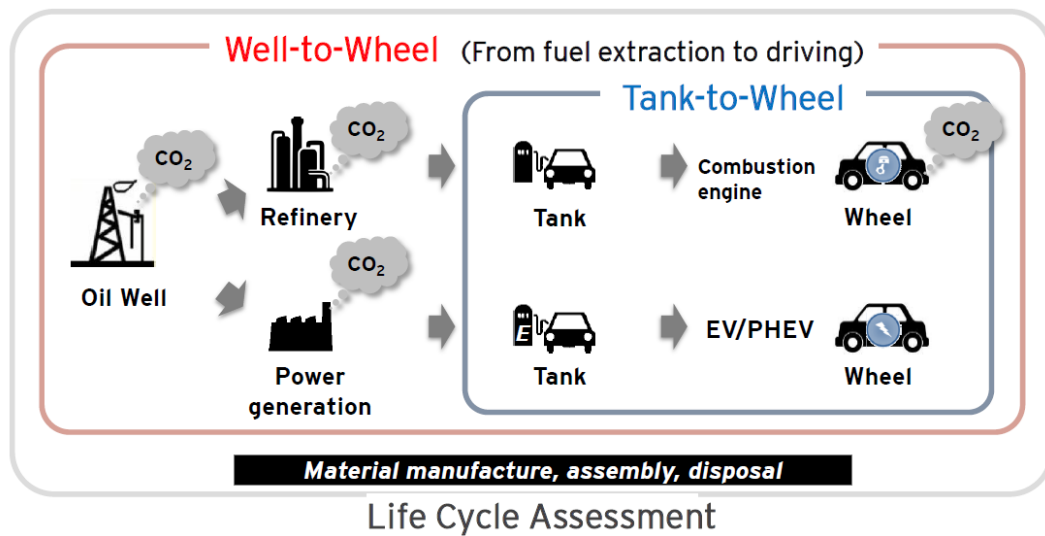 Well-to-Wheel (From fuel extraction to driving)
Tank-to-Wheel
CO₂
CO₂
CO₂
Refinery
Tank
Combustion
engine
Wheel
Oil Well
CO₂
Power
generation
E
Tank
EV/PHEV
Wheel
Material manufacture, assembly, disposal
Life Cycle Assessment